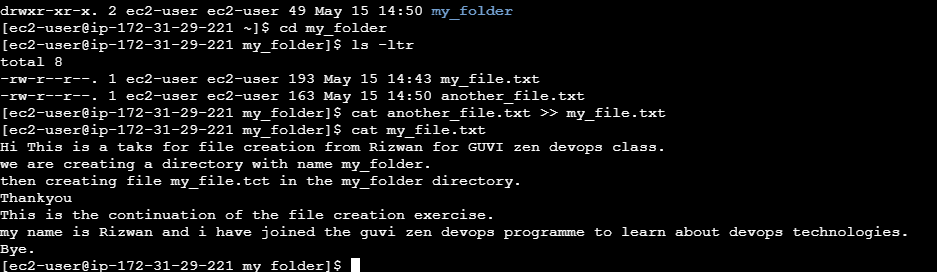 drwxr-xr-x. 2 ec2-user ec2-user 49 May 15 14:50 my_folder
[ec2-user@ip-172-31-29-221 ~]$ cd my_folder
[ec2-user@ip-172-31-29-221 my_folder]$ ls -ltr
total 8
-rw-r--r--. 1 ec2-user ec2-user 193 May 15 14:43 my_file.txt
-rw-r--r--. 1 ec2-user ec2-user 163 May 15 14:50 another_file.txt
[ec2-user@ip-172-31-29-221 my_folder]$ cat another_file.txt >> my_file.txt
[ec2-user@ip-172-31-29-221 my_folder]$ cat my_file.txt
Hi This is a taks for file creation from Rizwan for GUVI zen devops class.
we are creating a directory with name my_folder.
then creating file my_file.tct in the my_folder directory.
Thankyou
This is the continuation of the file creation exercise.
my name is Rizwan and i have joined the guvi zen devops programme to learn about devops technologies.
Bye.
[ec2-user@ip-172-31-29-221 my_folder]$